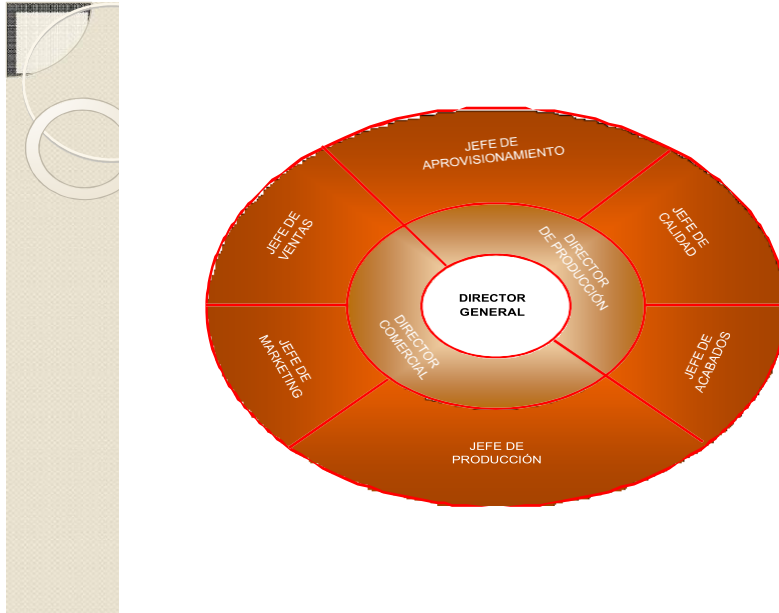 JEFE DE
APROVISIONAMIENTO
JEFE DE
VENTAS
JEFE DE
CALIDAD
DIRECTOR
DE PRODUCCIÓN
DIRECTOR
GENERAL
DIRECTOR
COMERCIAL
JEFE DE
MARKETING
JEFE DE
ACABADOS
JEFE DE
PRODUCCIÓN